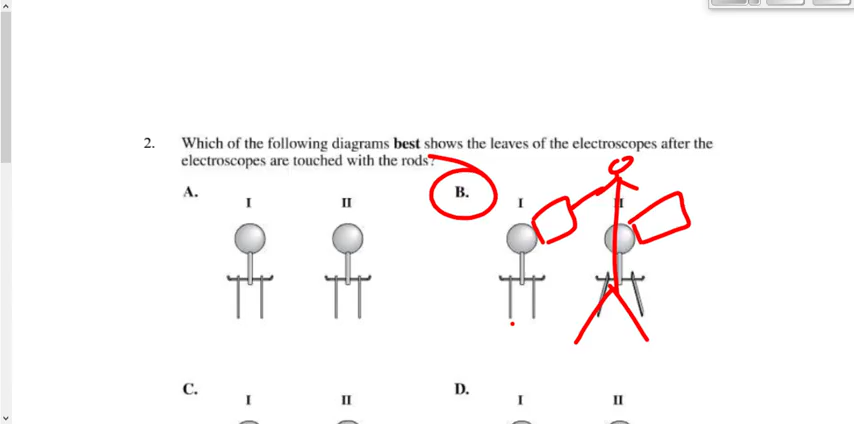 2. Which of the following diagrams best shows the leaves of the electroscopes after the
electroscopes are touched with the rods?
A. B.
I II I II
C. D.
I II I II